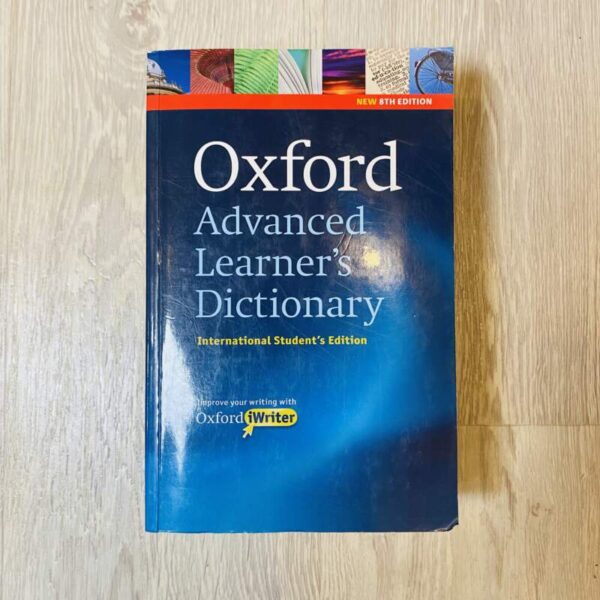 NEW 8TH EDITION
Oxford
Advanced
Learner's
Dictionary
International Student's Edition
Improve your writing with
Oxford iWriter